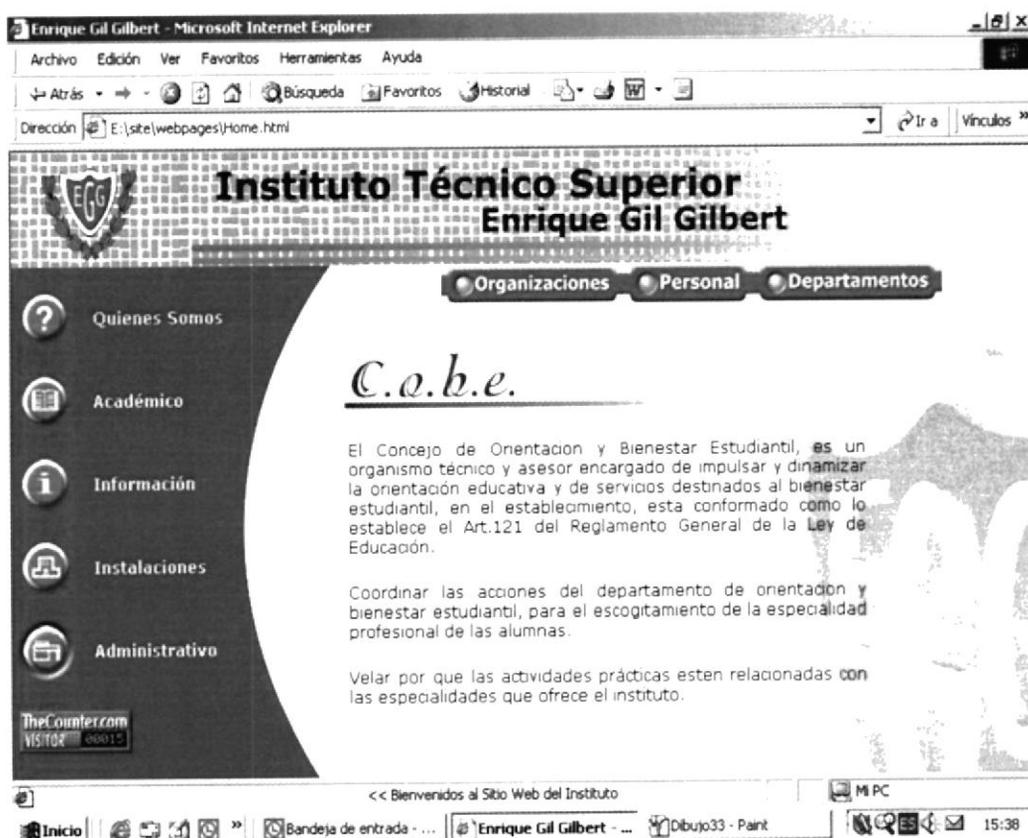 Enrique Gil Gilbert - Microsoft Internet Explorer
Archivo Edición Ver Favoritos Herramientas Ayuda
Atrás Búsqueda Favoritos Historial W
Dirección E:\site\webpages\Home.html Ir a Vínculos »
EGG
Instituto Técnico Superior
Enrique Gil Gilbert
Organizaciones Personal Departamentos
? Quienes Somos
Académico
i Información
Instalaciones
Administrativo
TheCounter.com
VISITOR 00015
C.o.b.e.
El Concejo de Orientacion y Bienestar Estudiantil, es un
organismo técnico y asesor encargado de impulsar y dinamizar
la orientación educativa y de servicios destinados al bienestar
estudiantil, en el establecimiento, esta conformado como lo
establece el Art.121 del Reglamento General de la Ley de
Educación.
Coordinar las acciones del departamento de orientación y
bienestar estudiantil, para el escogitamiento de la especialidad
profesional de las alumnas.
Velar por que las actividades prácticas esten relacionadas con
las especialidades que ofrece el instituto.
<< Bienvenidos al Sitio Web del Instituto Mi PC
Inicio » Bandeja de entrada - ... Enrique Gil Gilbert - ... Dibujo33 - Paint ES 15:38